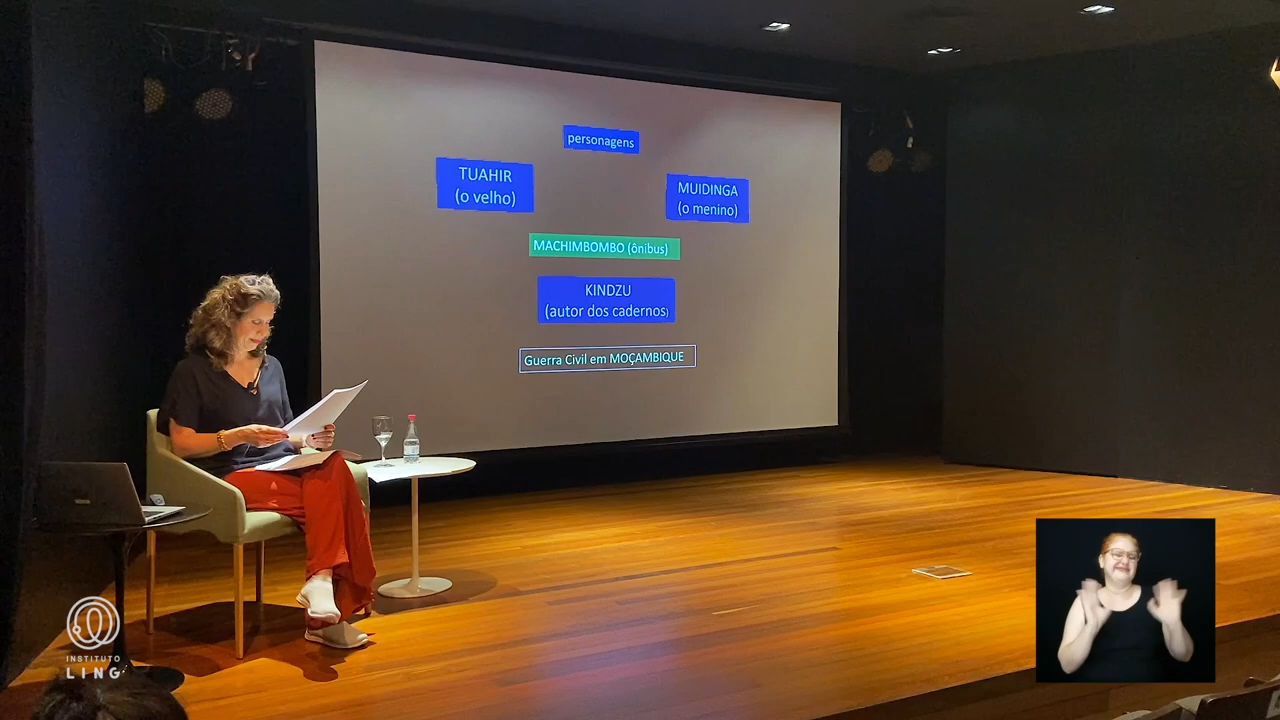 personagens
TUAHIR
(o velho)
MUIDINGA
(o menino)
MACHIMBOMBO (ônibus)
KINDZU
(autor dos cadernos)
Guerra Civil em MOÇAMBIQUE
INSTITUTO
LING